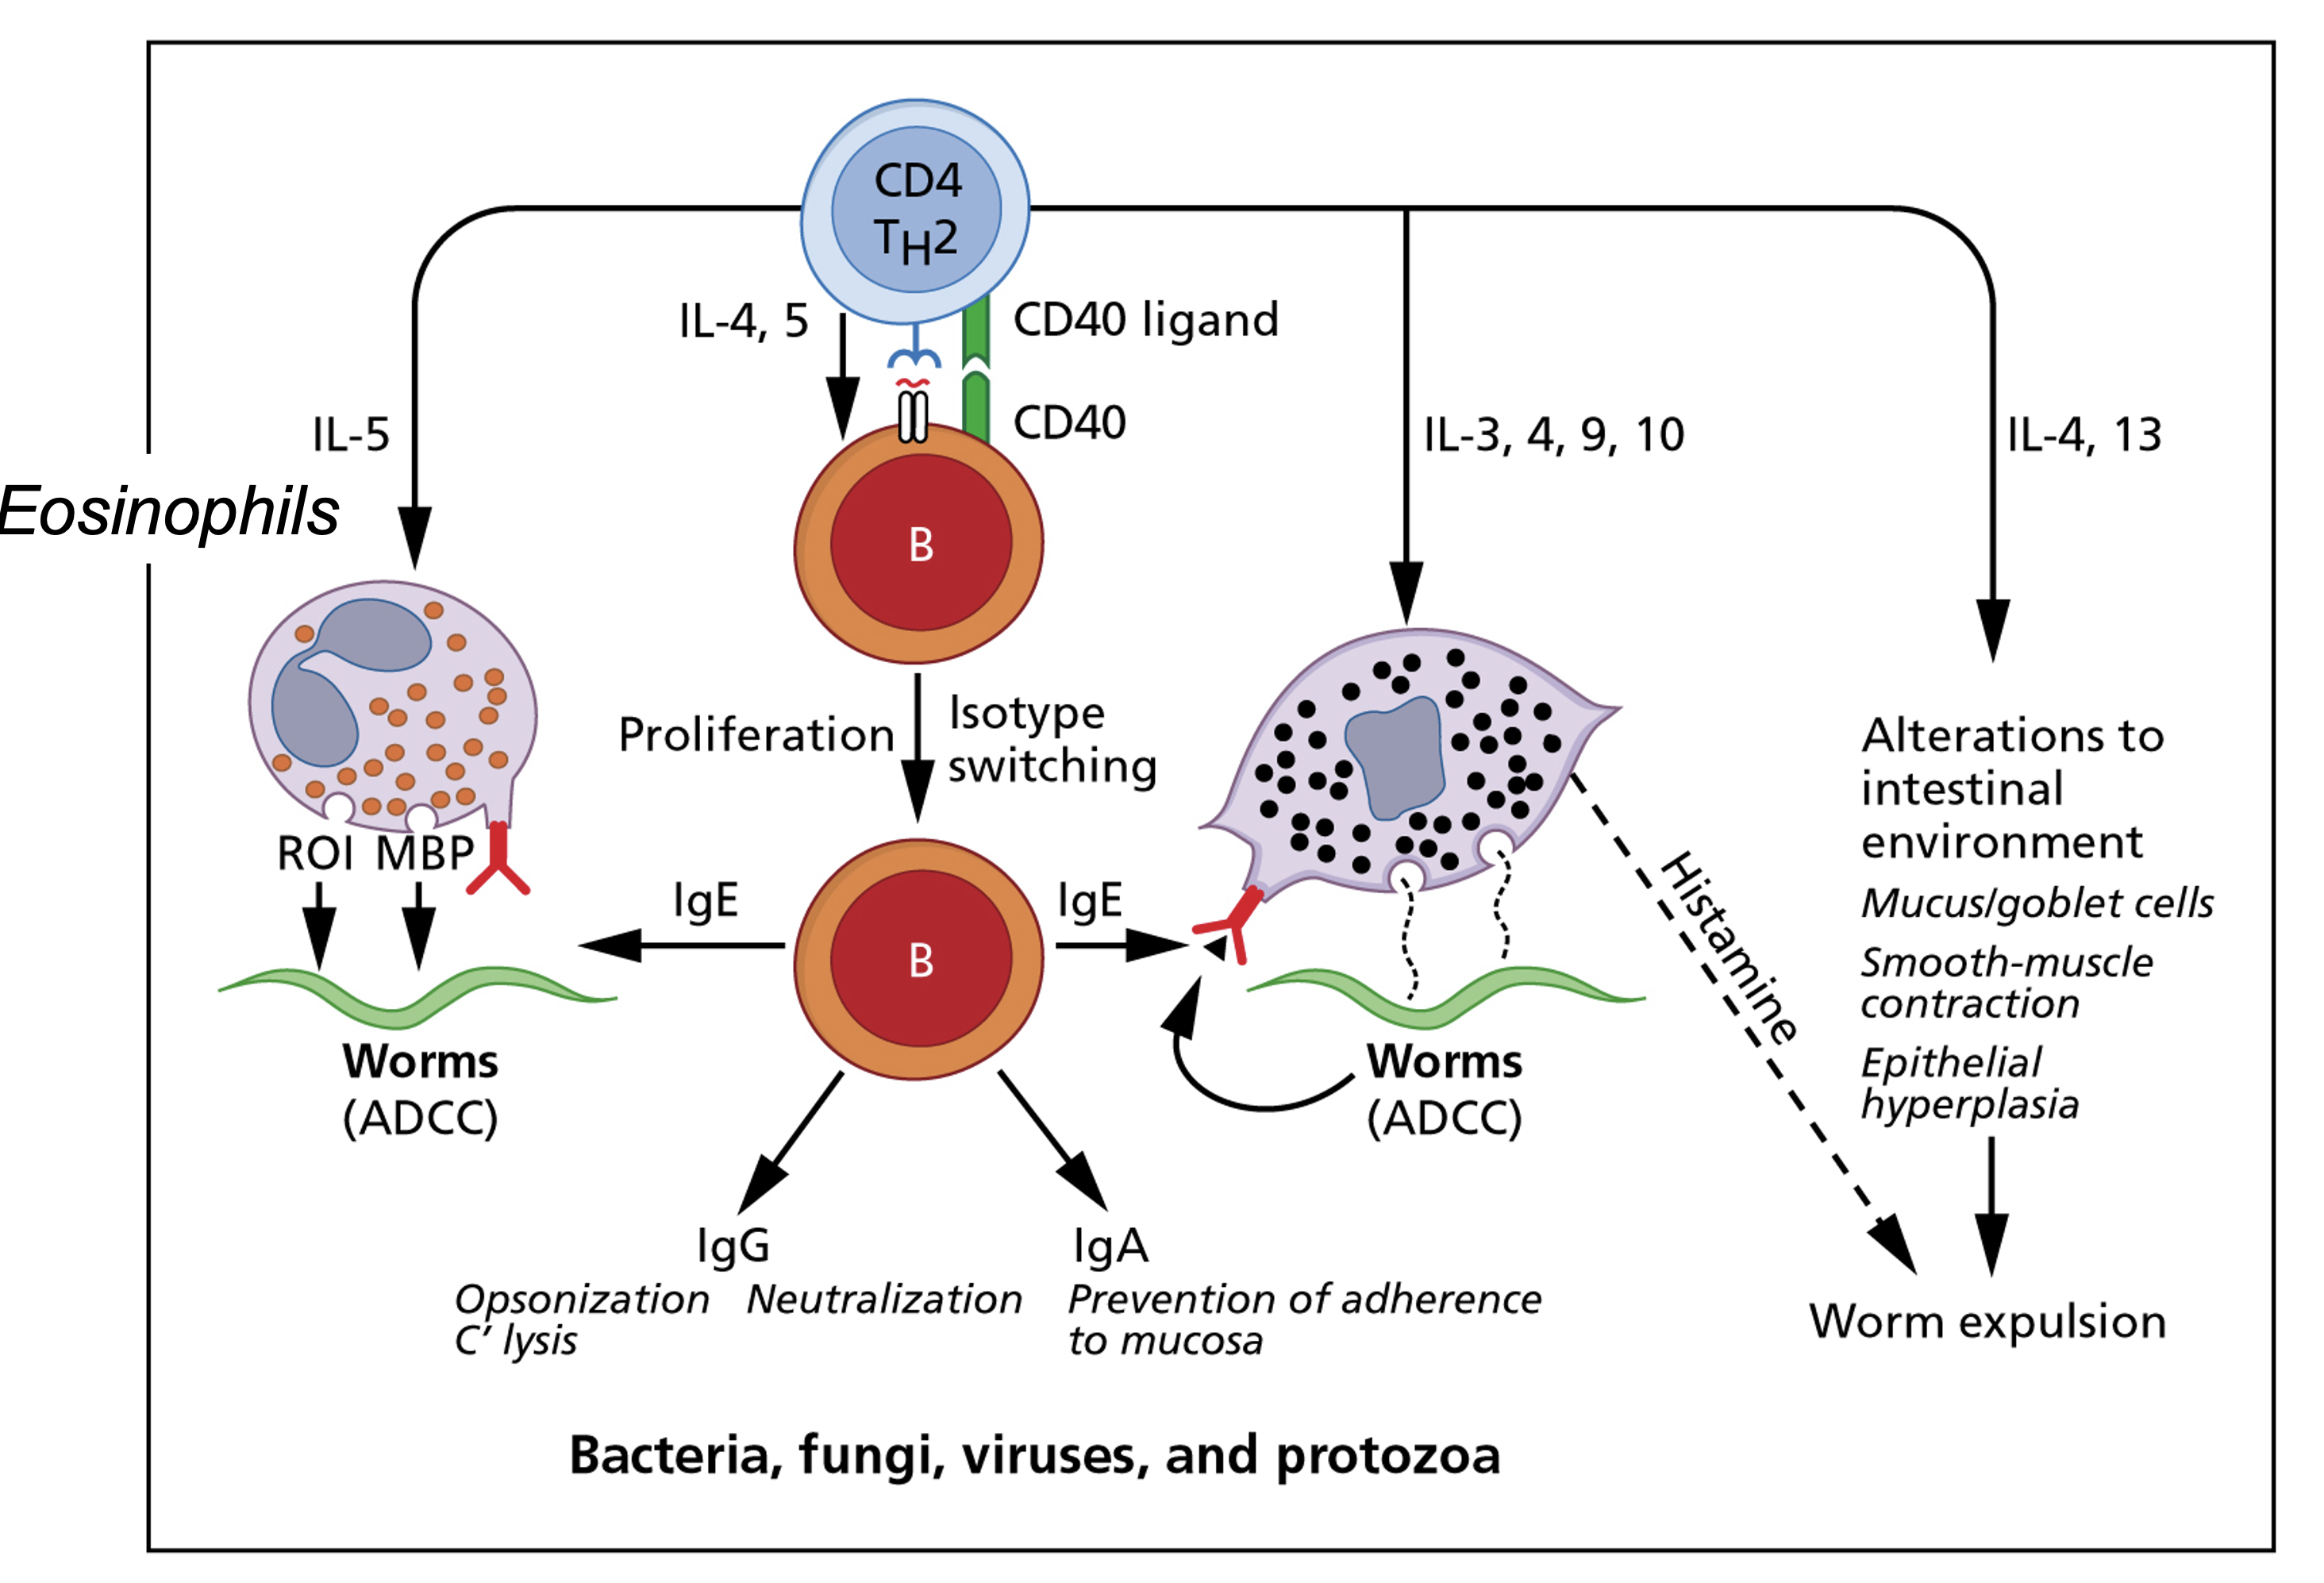 CD4
TH2
IL-4, 5
CD40 ligand
CD40
IL-5
IL-3, 4, 9, 10
IL-4, 13
Eosinophils
B
Proliferation
Isotype
switching
Alterations to
intestinal
environment
Mucus/goblet cells
Smooth-muscle
contraction
Epithelial
hyperplasia
ROI MBP
IgE
B
IgE
Histamine
Worms
(ADCC)
Worms
(ADCC)
IgG
Opsonization Neutralization
C' lysis
IgA
Prevention of adherence
to mucosa
Worm expulsion
Bacteria, fungi, viruses, and protozoa